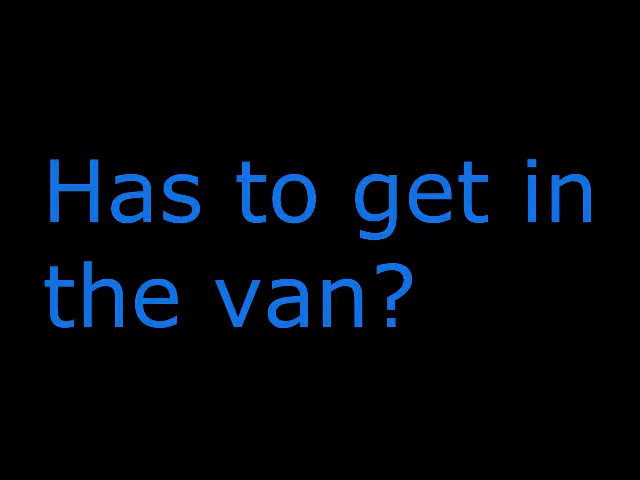 Has to get in
the van?